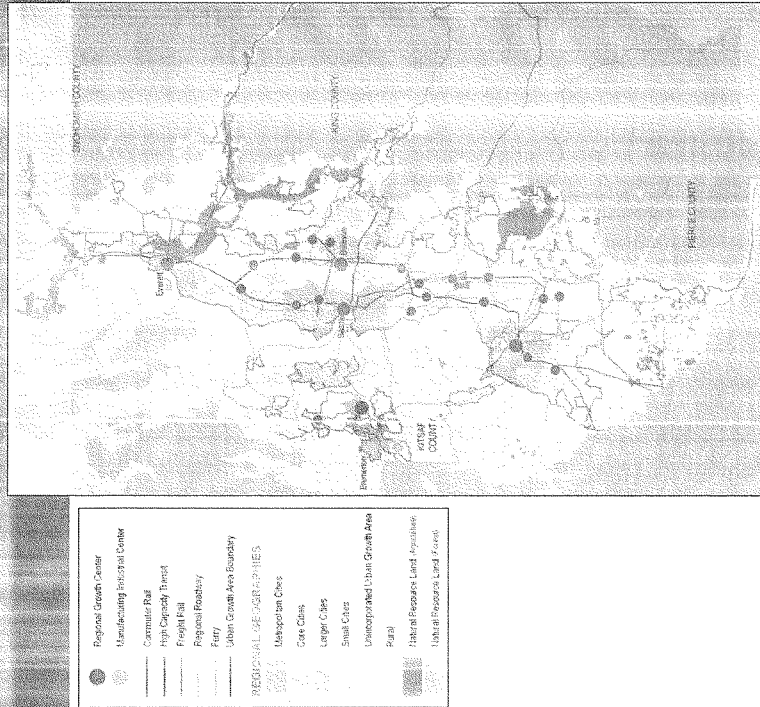 SNOHOMISH COUNTY
KING COUNTY
PIERCE COUNTY
Everett
Bremerton
KITSAP
COUNT
Regional Growth Center
Manufacturing Industrial Center
Commuter Rail
High Capacity Transit
Freight Rail
Regional Roadway
Ferry
Urban Growth Area Boundary
REGIONAL GEOGRAPHIES
Metropolitan Cities
Core Cities
Larger Cities
Small Cities
Unincorporated Urban Growth Area
Rural
Natural Resource Land (Agriculture)
Natural Resource Land (Forest)